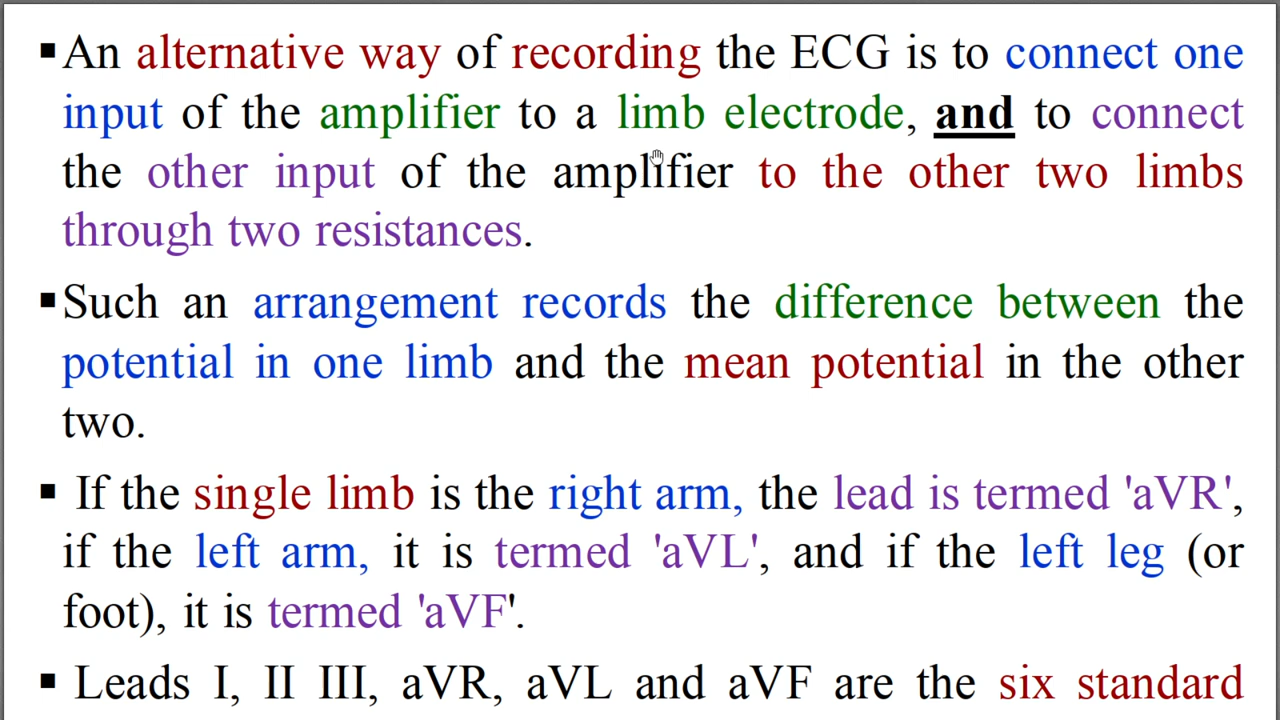 ▪An alternative way of recording the ECG is to connect one
input of the amplifier to a limb electrode, and to connect
the other input of the amplifier to the other two limbs
through two resistances.
▪Such an arrangement records the difference between the
potential in one limb and the mean potential in the other
two.
▪ If the single limb is the right arm, the lead is termed 'aVR',
if the left arm, it is termed 'aVL', and if the left leg (or
foot), it is termed 'aVF'.
▪ Leads I, II III, aVR, aVL and aVF are the six standard